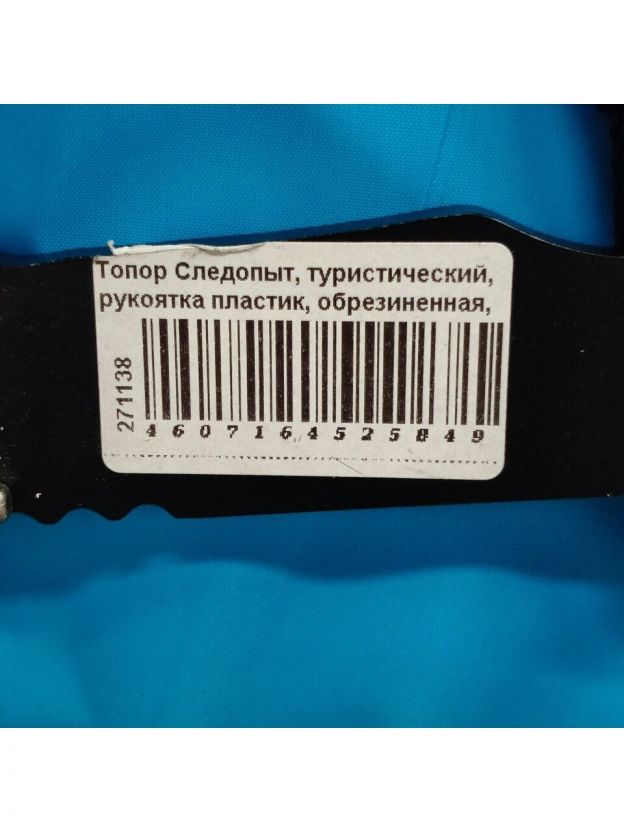 Топор Следопыт, туристический,
рукоятка пластик, обрезиненная,
271138
4607164525849